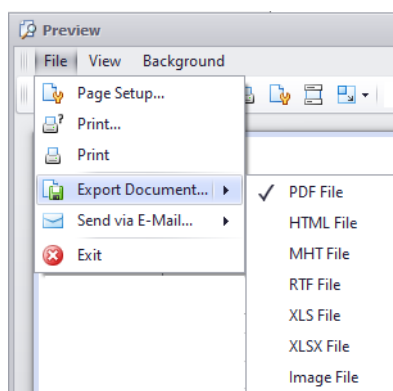 Preview
File View Background
Page Setup...
Print...
Print
Export Document...
Send via E-Mail...
Exit
PDF File
HTML File
MHT File
RTF File
XLS File
XLSX File
Image File